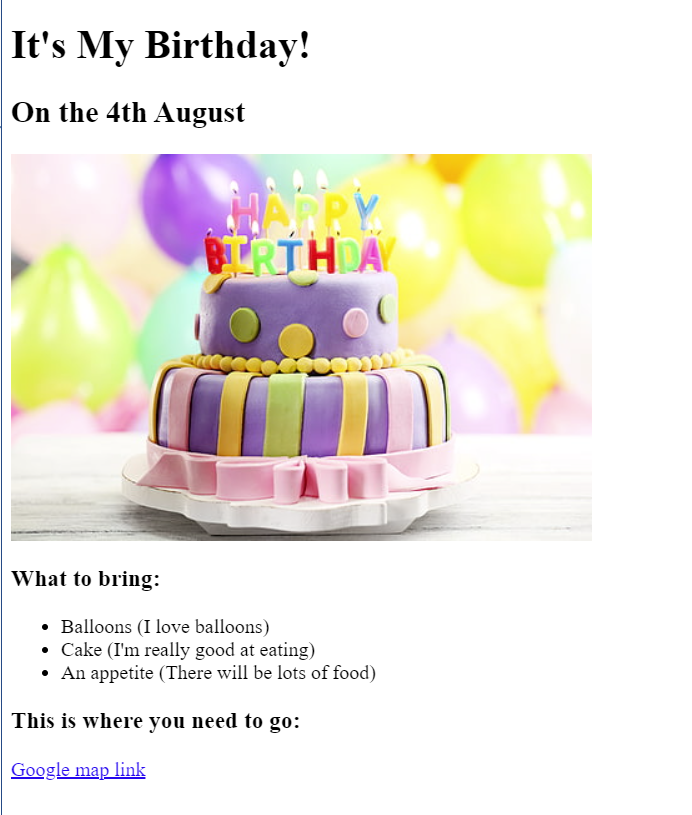 It's My Birthday!
On the 4th August
HAPPY
BIRTHDAY
What to bring:
Balloons (I love balloons)
Cake (I'm really good at eating)
An appetite (There will be lots of food)
This is where you need to go:
Google map link